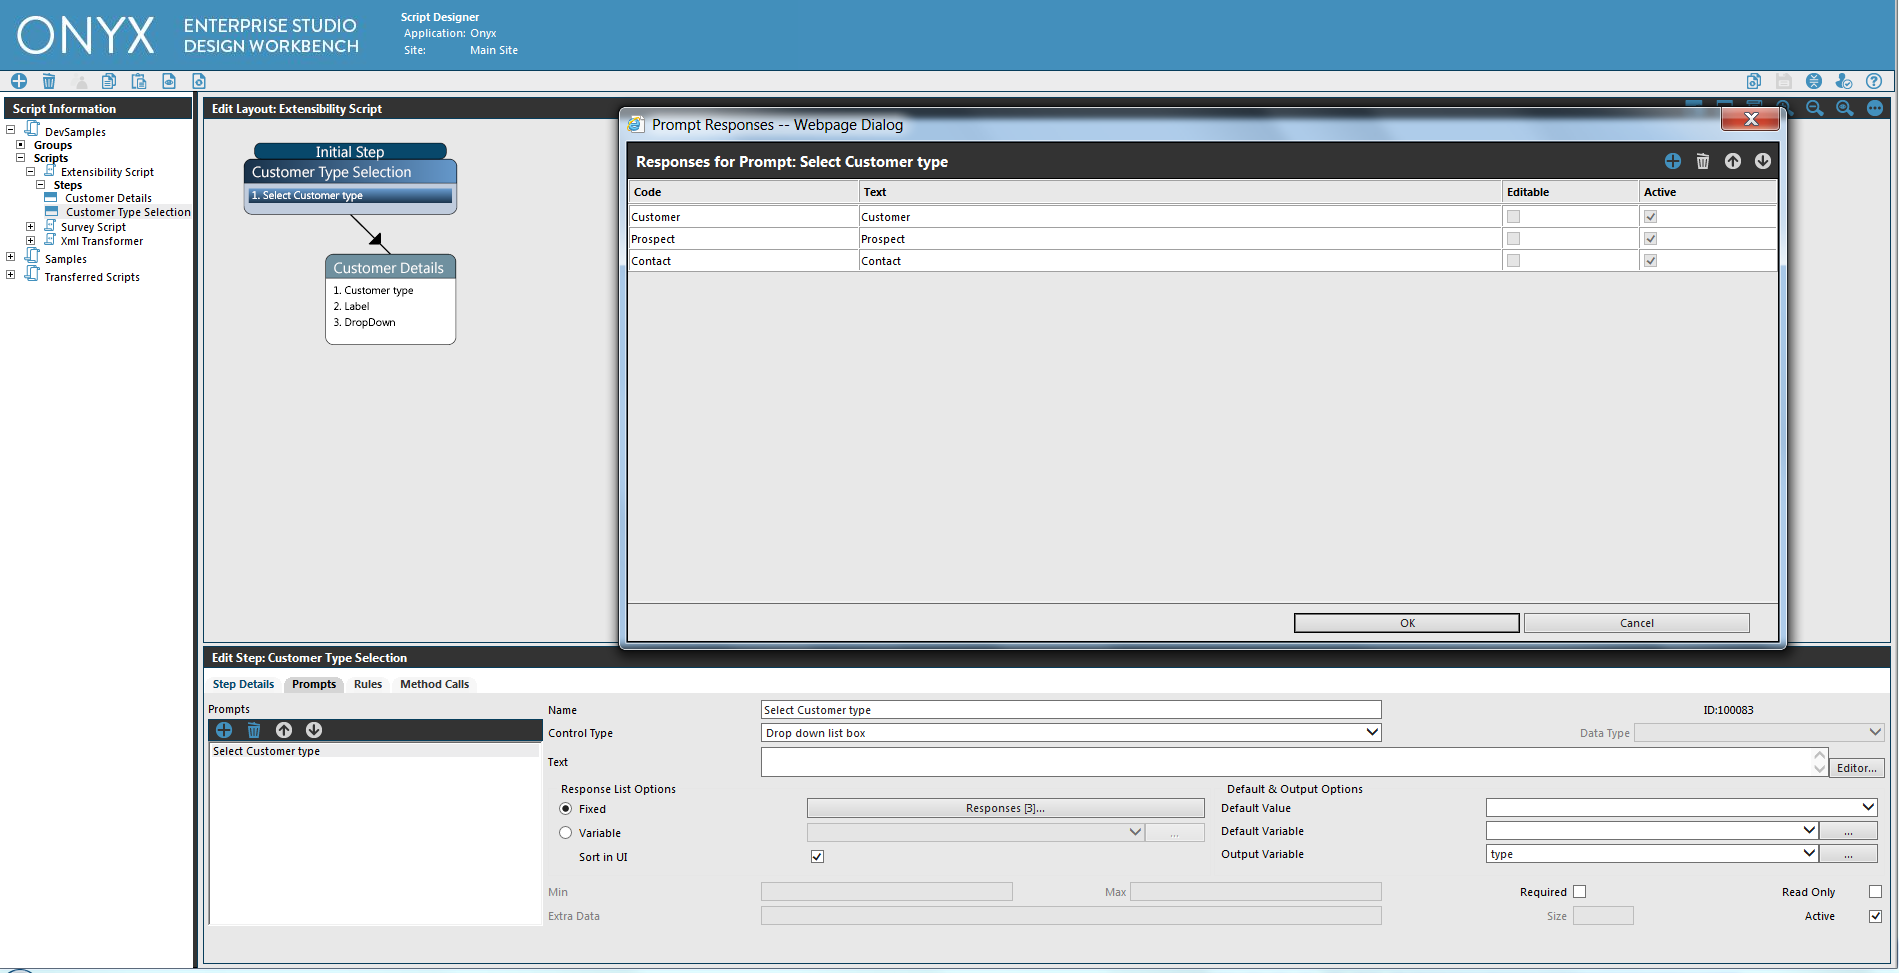 ONYX
ENTERPRISE STUDIO
DESIGN WORKBENCH
Script Designer
Application: Onyx
Site: Main Site
Script Information
DevSamples
Groups
Scripts
Extensibility Script
Steps
Customer Details
Customer Type Selection
Survey Script
Xml Transformer
Samples
Transferred Scripts
Edit Layout: Extensibility Script
Initial Step
Customer Type Selection
1. Select Customer type
Customer Details
1. Customer type
2. Label
3. DropDown
Prompt Responses -- Webpage Dialog
X
Responses for Prompt: Select Customer type
Code Text Editable Active
Customer Customer
Prospect Prospect
Contact Contact
OK Cancel
Edit Step: Customer Type Selection
Step Details Prompts Rules Method Calls
Prompts
Select Customer type
Name Select Customer type ID:100083
Control Type Drop down list box Data Type
Text Editor...
Response List Options Default & Output Options
Fixed Responses [3]... Default Value
Variable ... Default Variable ...
Sort in UI Output Variable type ...
Min Max Required Read Only
Extra Data Size Active